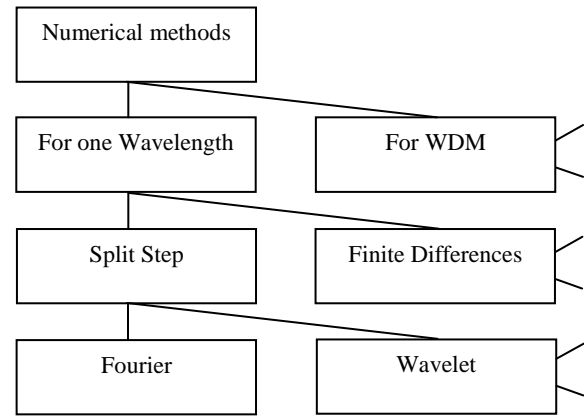 Numerical methods
For one Wavelength
For WDM
Split Step
Finite Differences
Fourier
Wavelet